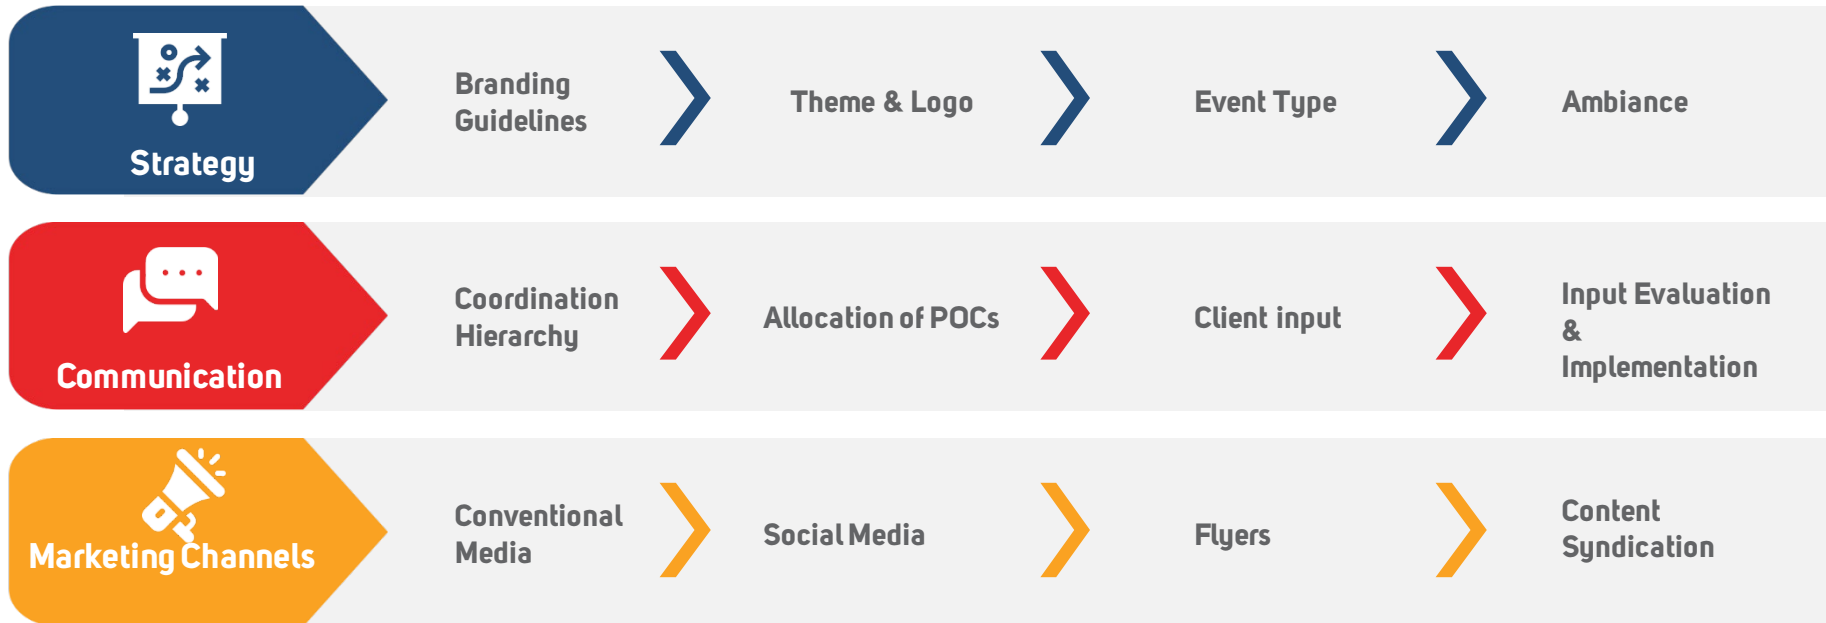 Strategy
Branding
Guidelines
Theme & Logo
Event Type
Ambiance
Communication
Coordination
Hierarchy
Allocation of POCs
Client input
Input Evaluation
&
Implementation
Marketing Channels
Conventional
Media
Social Media
Flyers
Content
Syndication